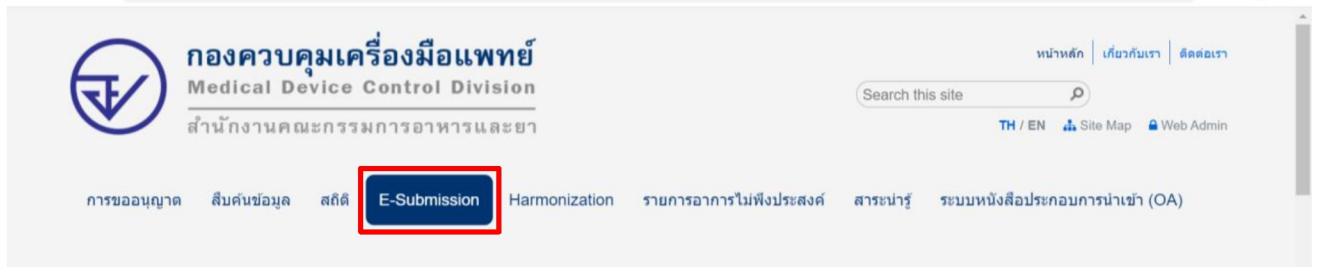 กองควบคุมเครื่องมือแพทย์
Medical Device Control Division
สำนักงานคณะกรรมการอาหารและยา
หน้าหลัก เกี่ยวกับเรา ติดต่อเรา
Search this site
TH / EN Site Map Web Admin
การขออนุญาต สืบค้นข้อมูล สถิติ E-Submission Harmonization รายการอาการไม่พึงประสงค์ สาระน่ารู้ ระบบหนังสือประกอบการนำเข้า (OA)